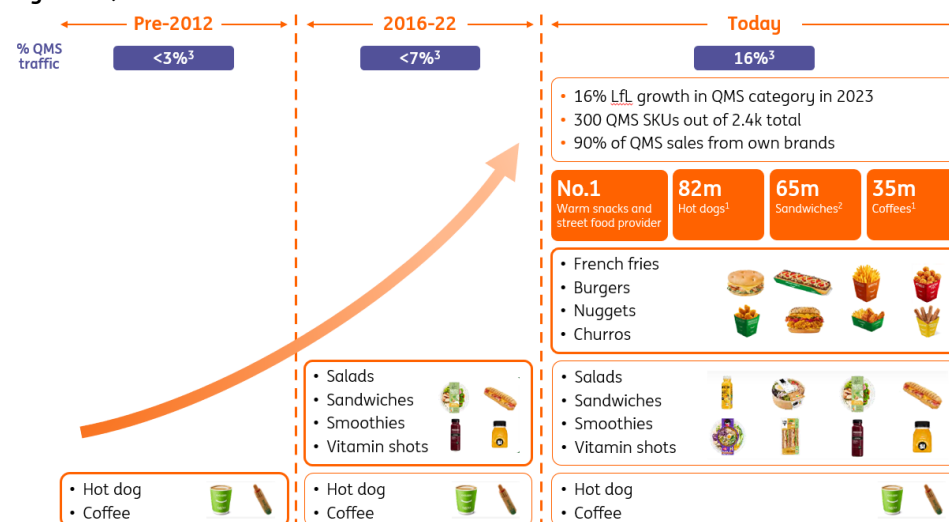 Pre-2012
2016-22
Today
% QMS
traffic
<3%3
<7%3
16%3
• 16% LfL growth in QMS category in 2023
• 300 QMS SKUs out of 2.4k total
• 90% of QMS sales from own brands
No.1
Warm snacks and
street food provider
82m
Hot dogs1
65m
Sandwiches2
35m
Coffees1
• French fries
• Burgers
• Nuggets
• Churros
• Salads
• Sandwiches
• Smoothies
• Vitamin shots
• Salads
• Sandwiches
• Smoothies
• Vitamin shots
• Hot dog
• Coffee
• Hot dog
• Coffee
• Hot dog
• Coffee